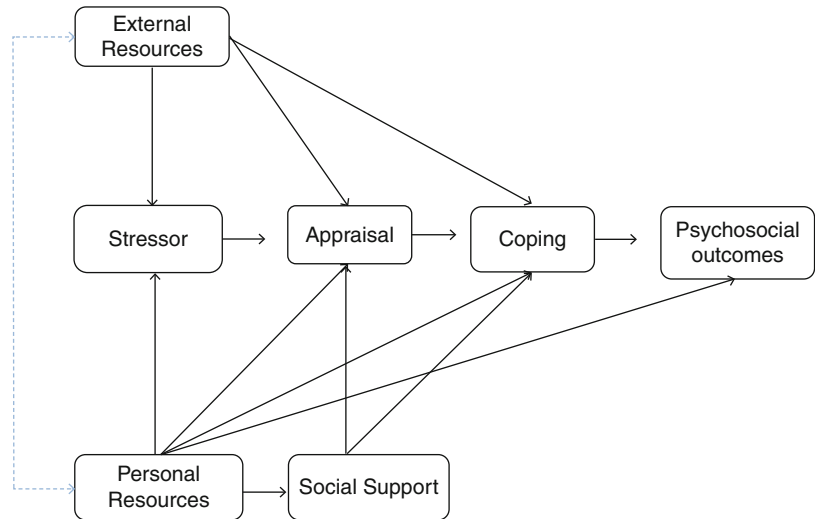 External
Resources
Stressor
Appraisal
Coping
Psychosocial
outcomes
Personal
Resources
Social Support